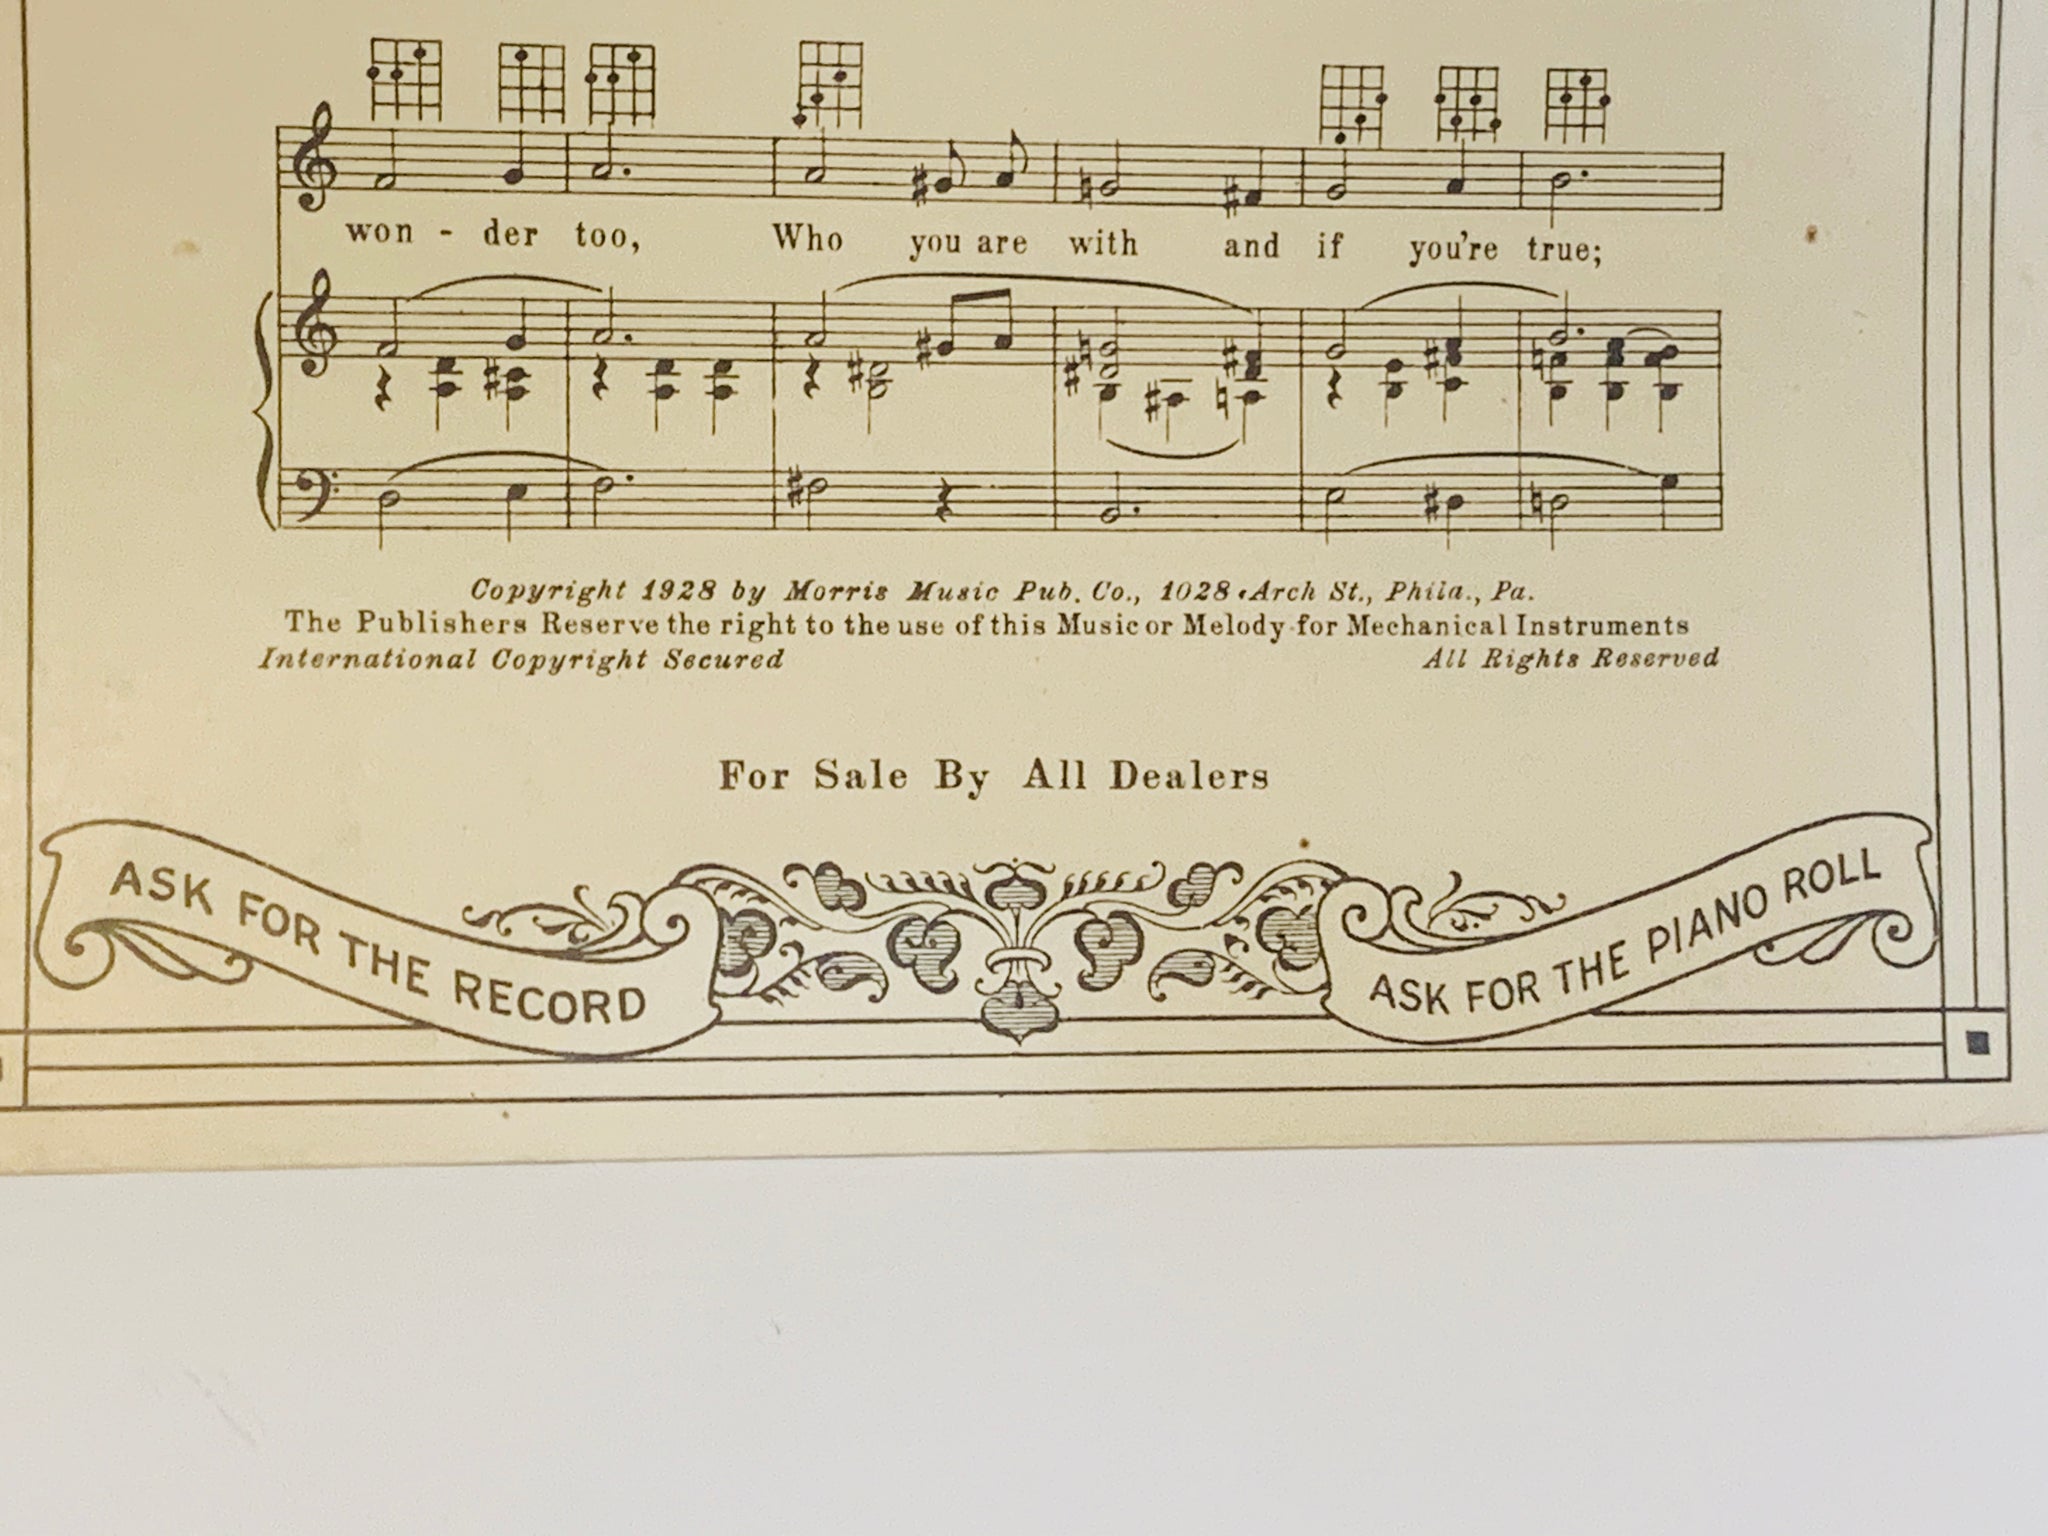 won - der too, Who you are with and if you're true;
Copyright 1928 by Morris Music Pub. Co., 1028 Arch St., Phila., Pa.
The Publishers Reserve the right to the use of this Music or Melody for Mechanical Instruments
International Copyright Secured All Rights Reserved
For Sale By All Dealers
ASK FOR THE RECORD
ASK FOR THE PIANO ROLL